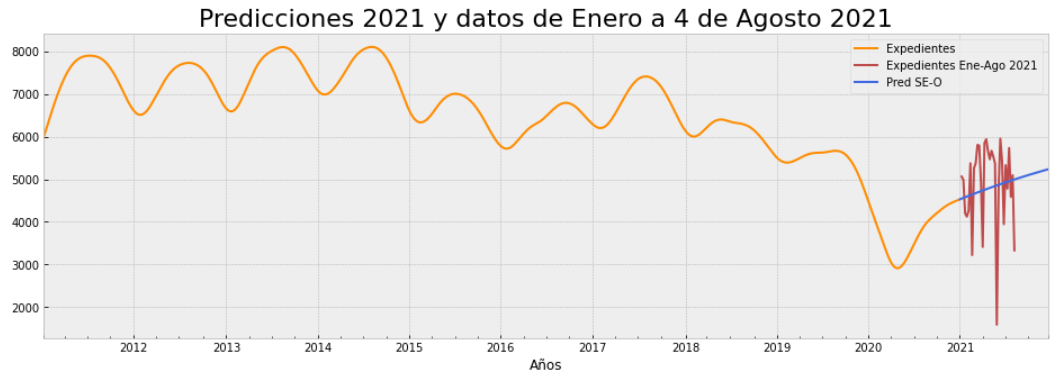 Predicciones 2021 y datos de Enero a 4 de Agosto 2021
8000
7000
6000
5000
4000
3000
2000
Expedientes
Expedientes Ene-Ago 2021
Pred SE-O
2012 2013 2014 2015 2016 2017 2018 2019 2020 2021
Años